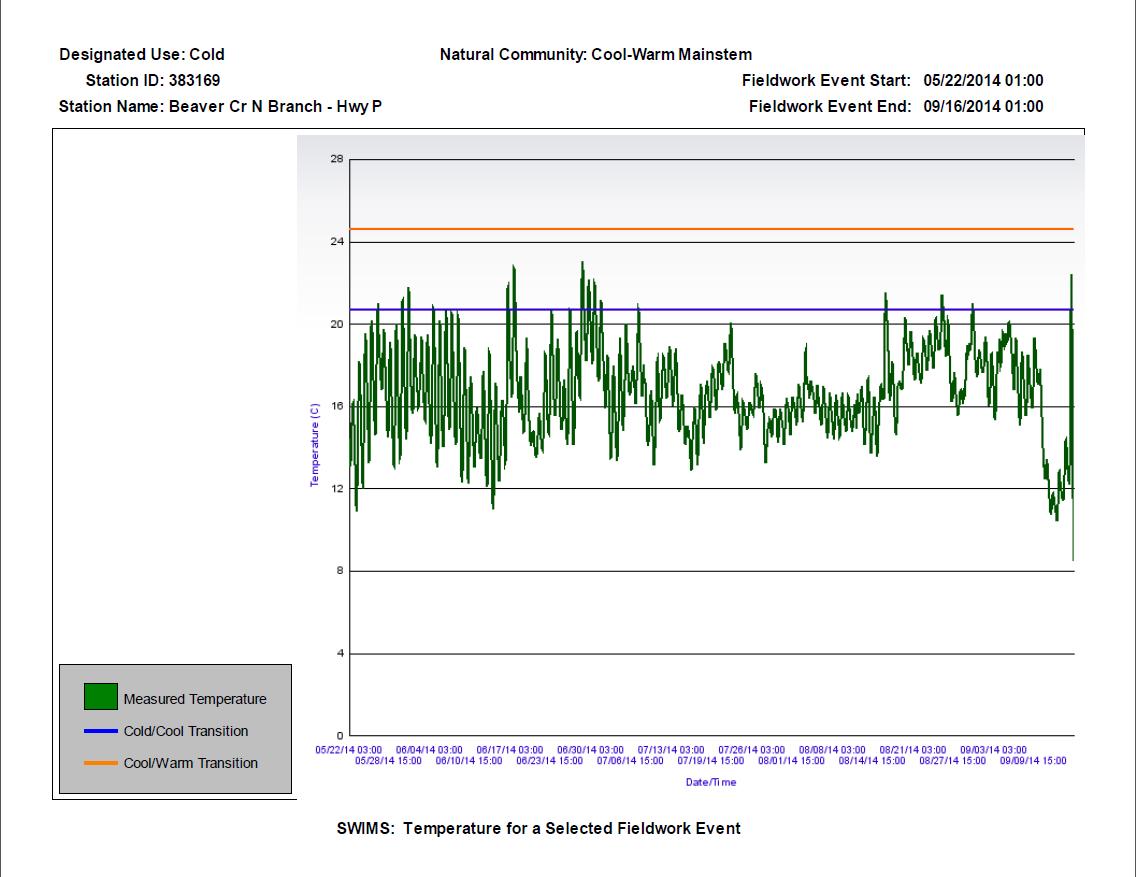 Designated Use: Cold
Natural Community: Cool-Warm Mainstem
Station ID: 383169
Fieldwork Event Start: 05/22/2014 01:00
Station Name: Beaver Cr N Branch - Hwy P
Fieldwork Event End: 09/16/2014 01:00
28
24
20
16
12
8
4
0
Temperature (C)
05/22/14 03:00 06/04/14 03:00 06/17/14 03:00 06/30/14 03:00 07/13/14 03:00 07/26/14 03:00 08/08/14 03:00 08/21/14 03:00 09/03/14 03:00
05/28/14 15:00 06/10/14 15:00 06/23/14 15:00 07/06/14 15:00 07/19/14 15:00 08/01/14 15:00 08/14/14 15:00 08/27/14 15:00 09/09/14 15:00
Date/Time
Measured Temperature
Cold/Cool Transition
Cool/Warm Transition
SWIMS: Temperature for a Selected Fieldwork Event